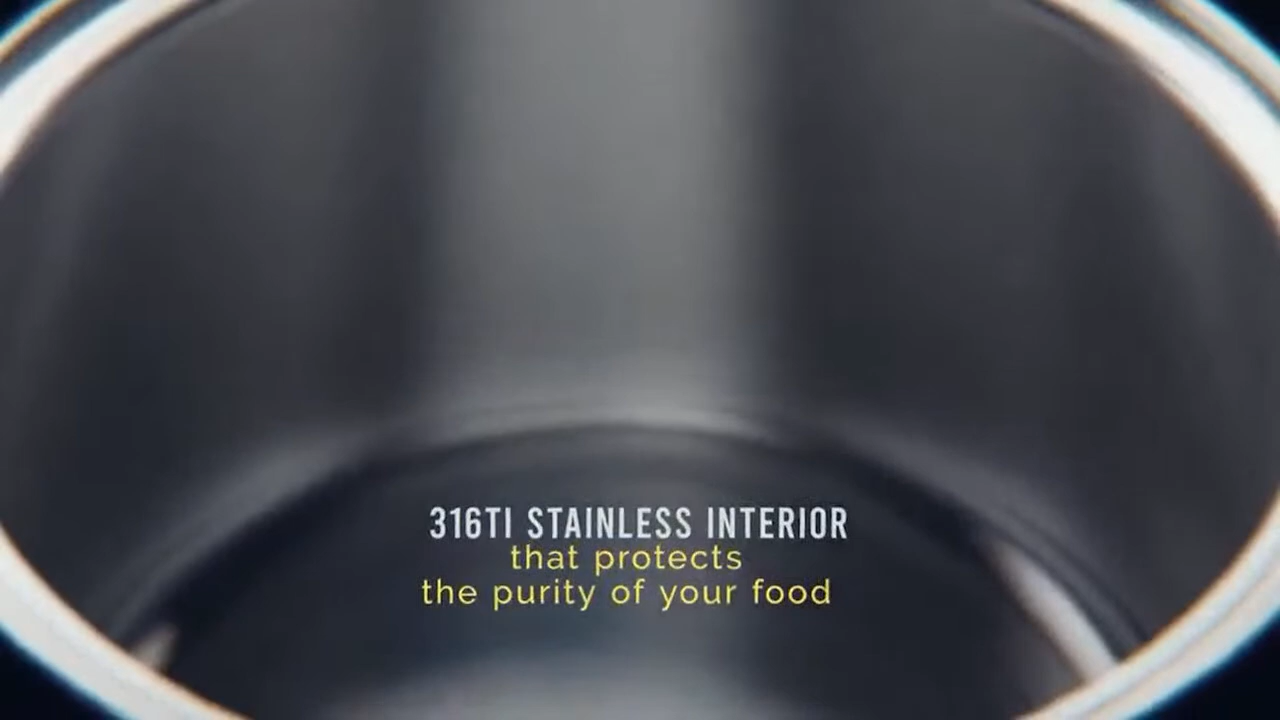 316TI STAINLESS INTERIOR
that protects
the purity of your food